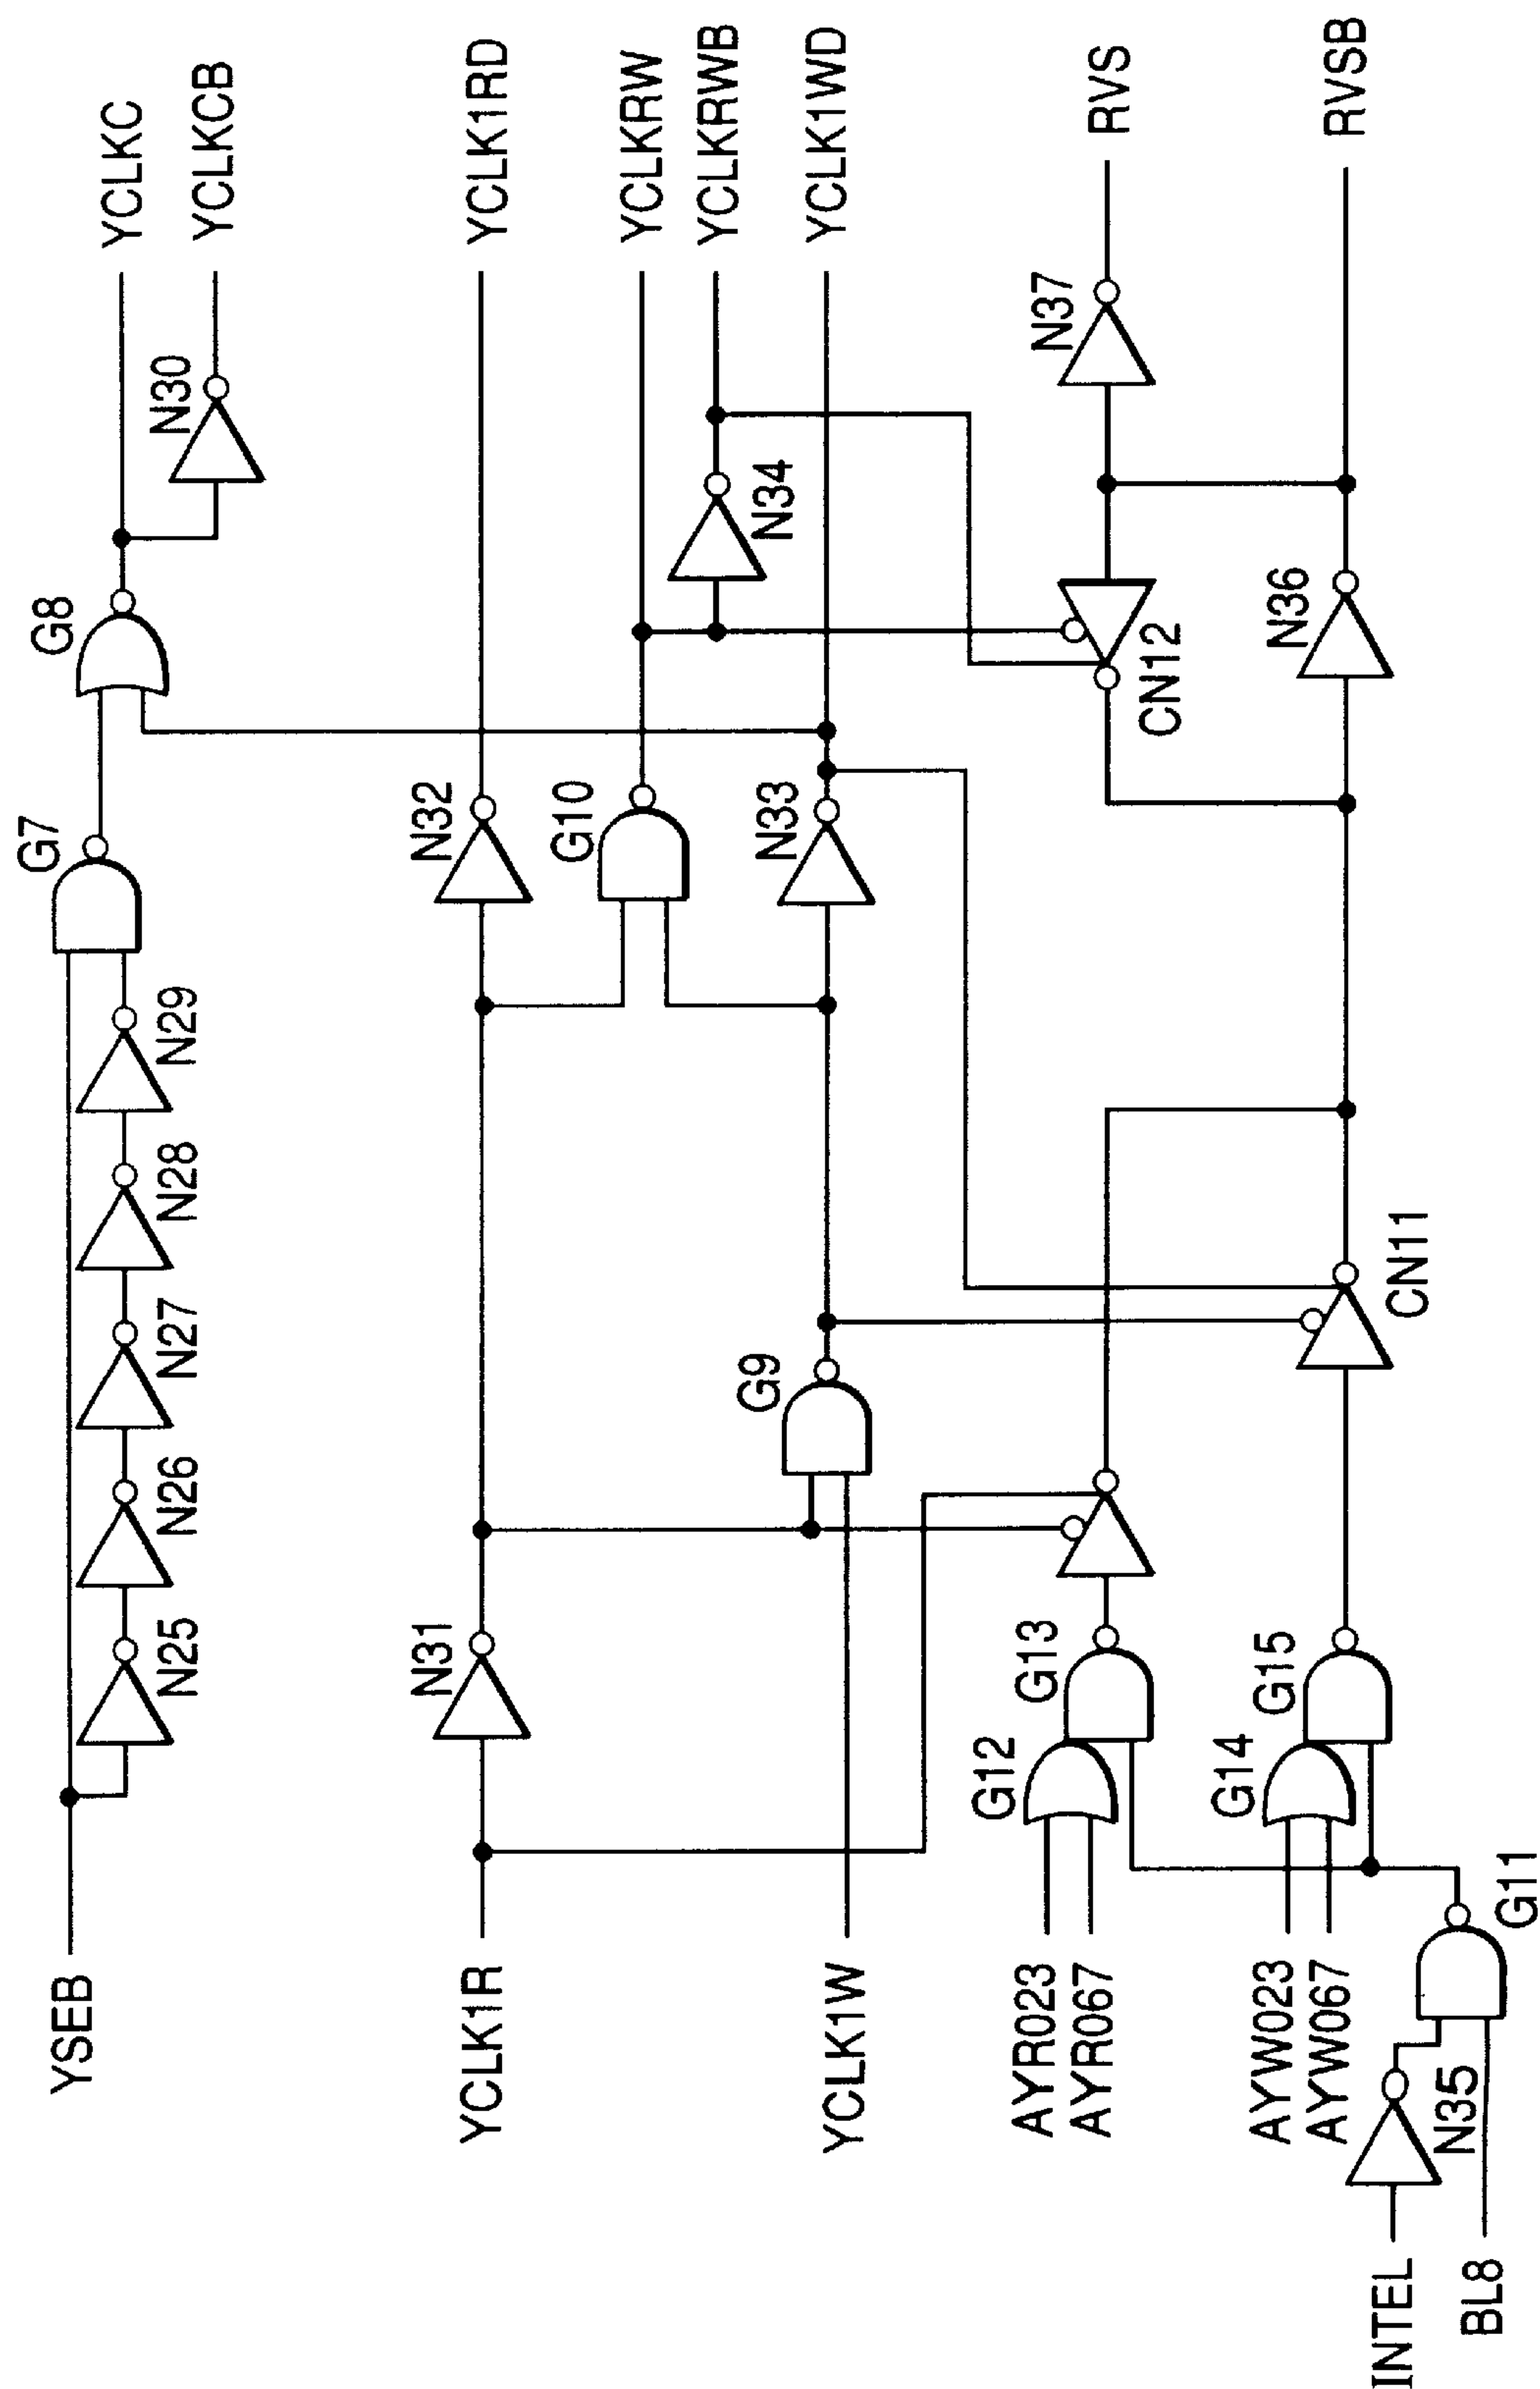 YSEB
N25
N26
N27
N28
N29
G7
G8
N30
YCLKC
YCLKCB
YCLK1R
N31
N32
YCLK1RD
G10
YCLKRW
N34
YCLKRWB
YCLK1W
G9
N33
YCLK1WD
AYR023
AYR067
G12
G13
CN12
N37
RVS
AYW023
AYW067
G14
G15
CN11
N36
RVSB
INTEL
N35
BL8
G11